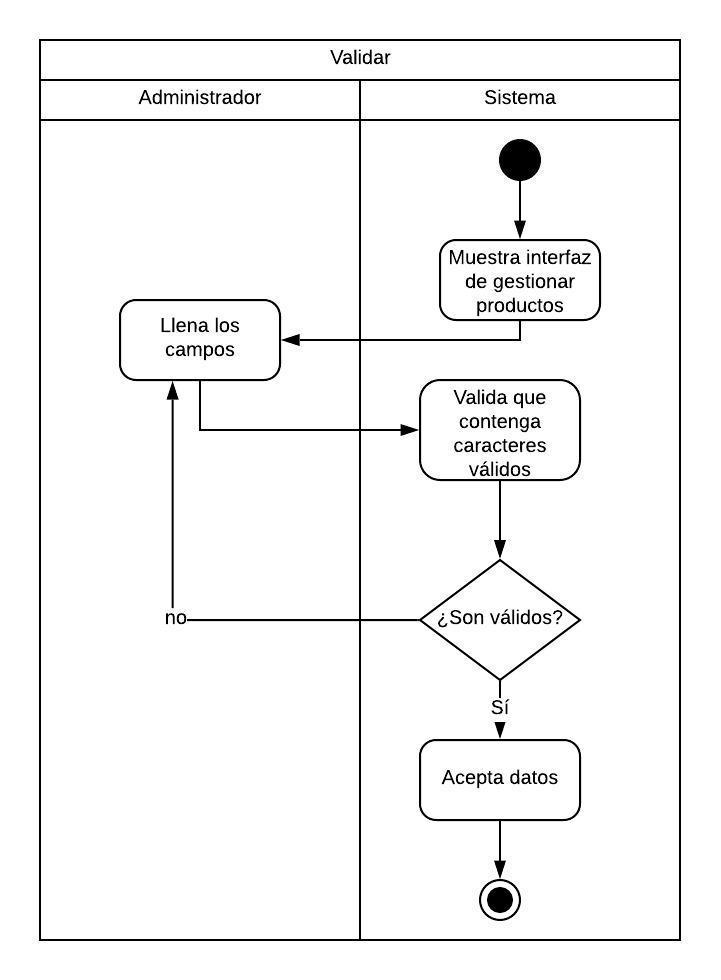 Validar
Administrador
Sistema
Muestra interfaz
de gestionar
productos
Llena los
campos
Valida que
contenga
caracteres
válidos
¿Son válidos?
no
Sí
Acepta datos